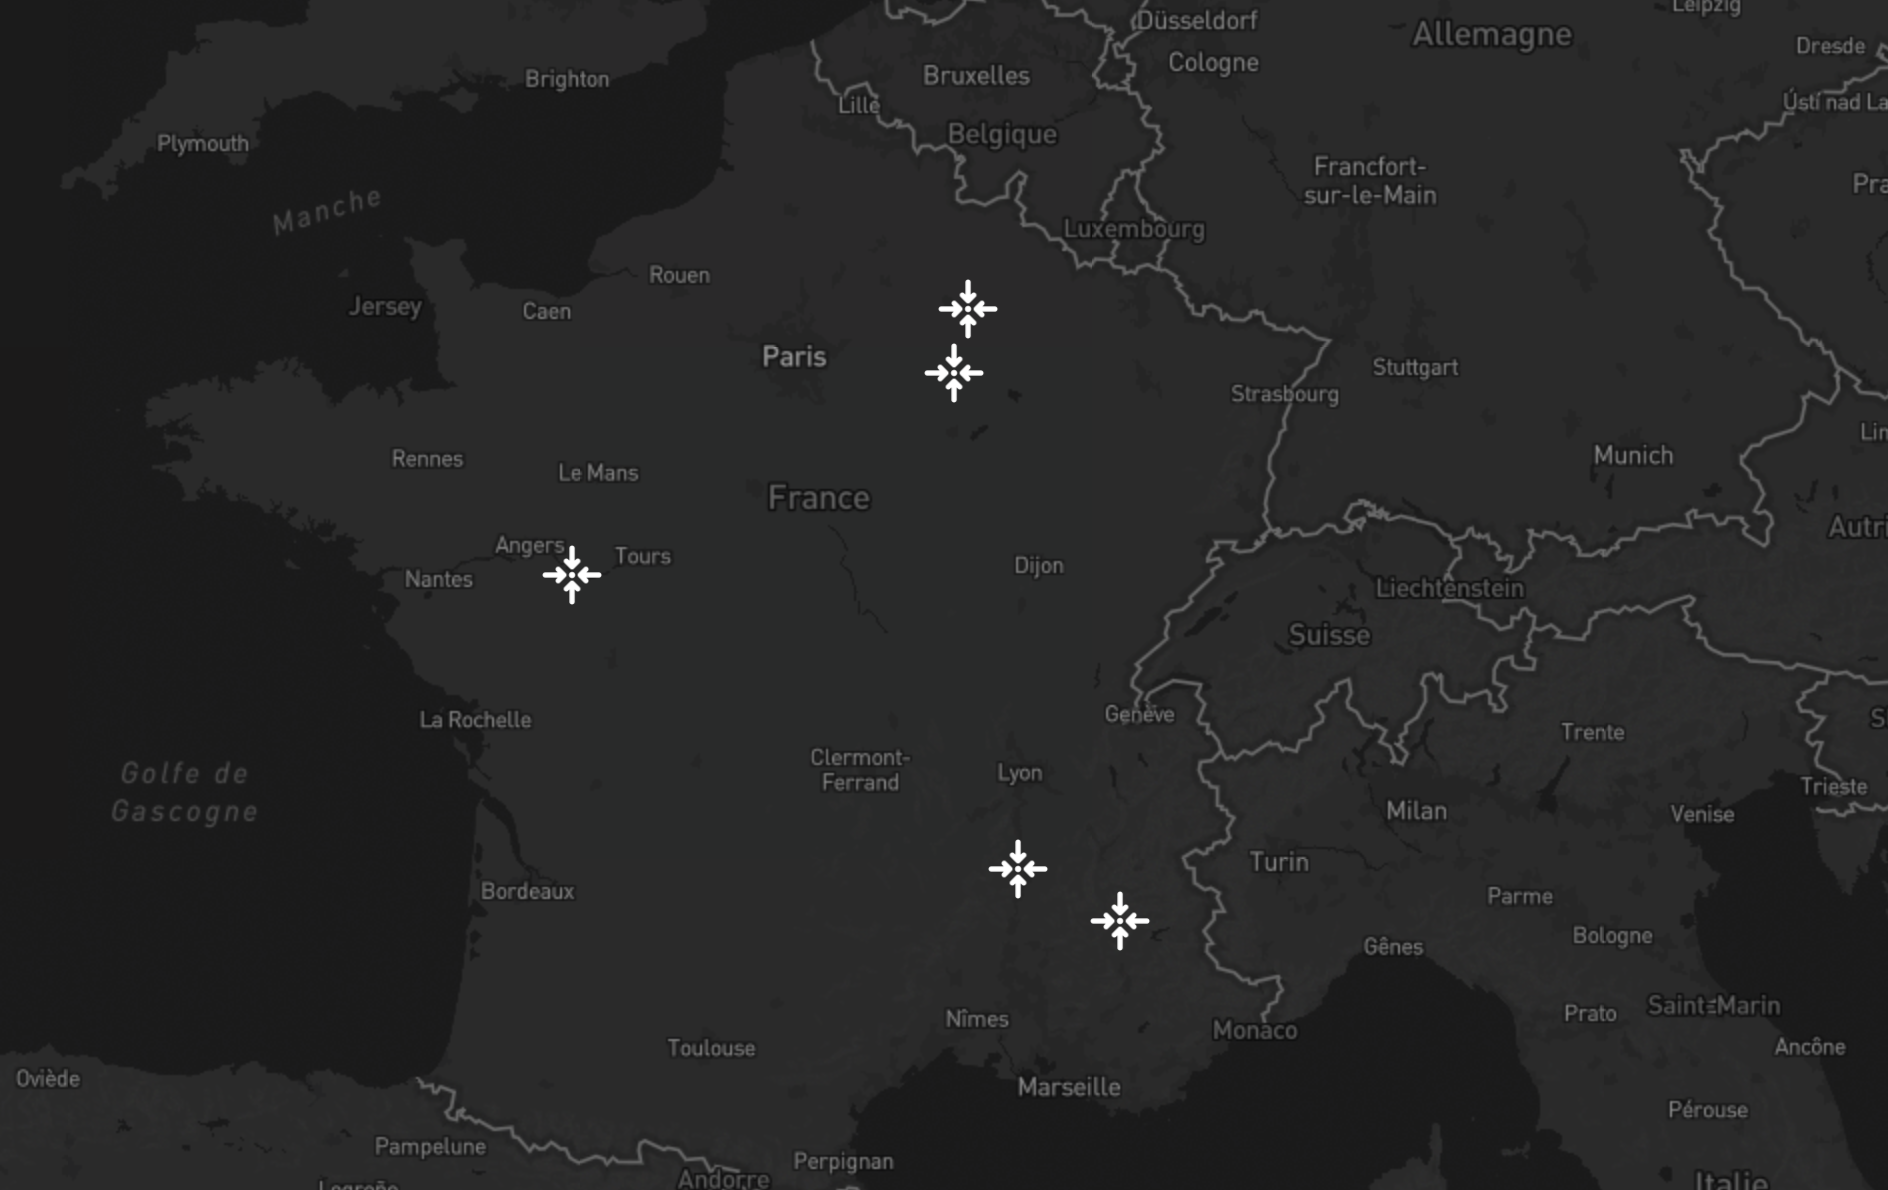 Leipzig
Düsseldorf
Allemagne
Dresde
Cologne
Bruxelles
Brighton
Lille
Ústí nad La
Belgique
Plymouth
Francfort-
sur-le-Main
Pra
Manche
Luxembourg
Rouen
Jersey
Caen
Paris
Stuttgart
Strasbourg
Lin
Rennes
Munich
Le Mans
France
Autri
Angers
Tours
Dijon
Nantes
Liechtenstein
Suisse
Genève
La Rochelle
S
Trente
Clermont-
Ferrand
Lyon
Golfe de
Gascogne
Trieste
Milan
Venise
Turin
Bordeaux
Parme
Bologne
Gênes
Saint-Marin
Prato
Nîmes
Monaco
Toulouse
Ancône
Oviède
Marseille
Pérouse
Pampelune
Perpignan
Andorre
Italie
Logroño